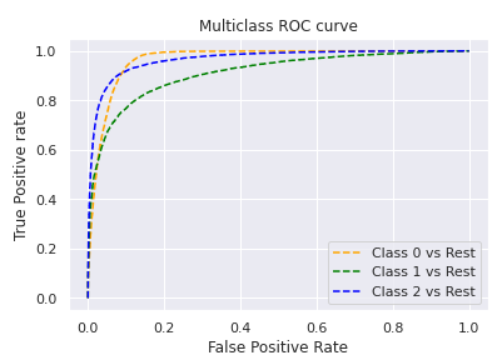 Multiclass ROC curve
True Positive rate
1.0
0.8
0.6
0.4
0.2
0.0
Class 0 vs Rest
Class 1 vs Rest
Class 2 vs Rest
0.0 0.2 0.4 0.6 0.8 1.0
False Positive Rate